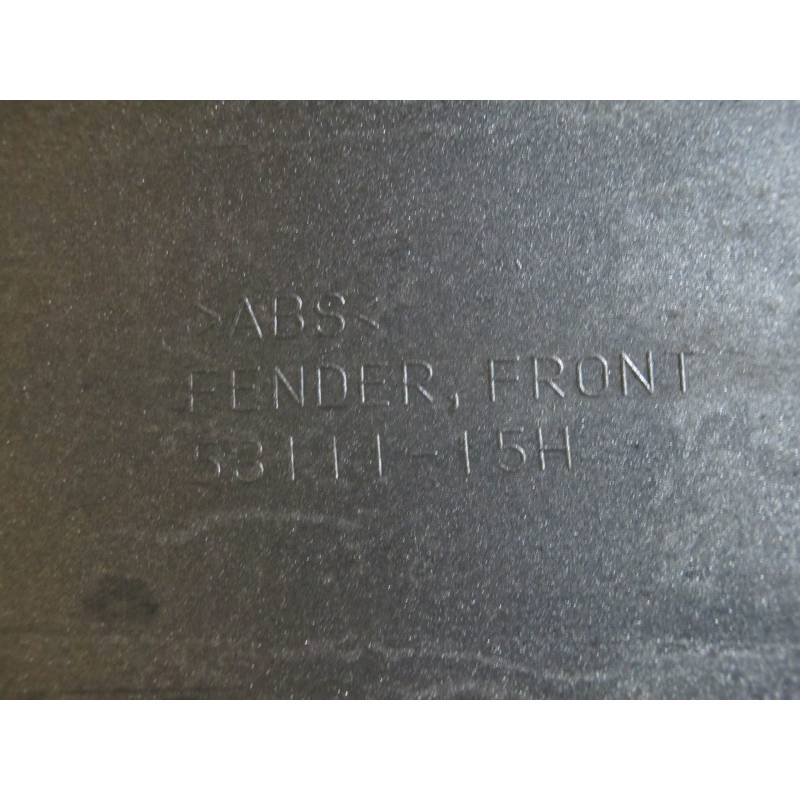 >ABS<
FENDER, FRONT
53111-15H